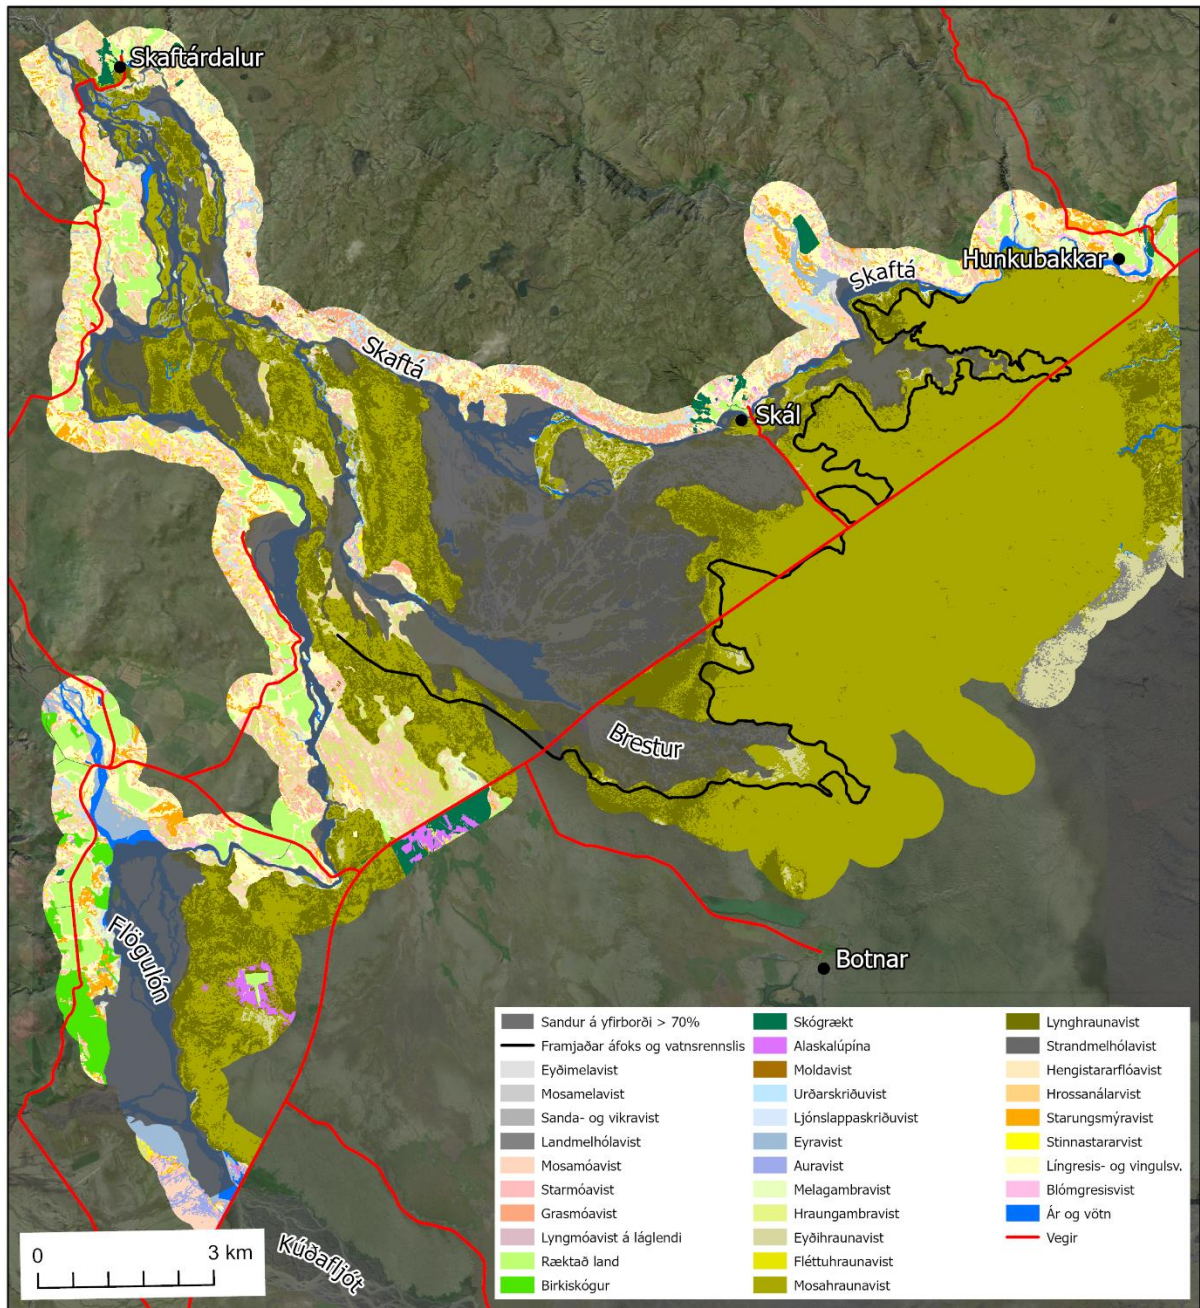 Skaftárdalur
Hunkubakkar
Skaftá
Skaftá
Skál
Brestur
Flögulón
Botnar
Kúðafljót
0 3 km
Sandur á yfirborði > 70%
Framjaðar áfoks og vatnsrennslis
Eyðimelavist
Mosamelavist
Sanda- og vikravist
Landmelhólavist
Mosamóavist
Starmóavist
Grasmóavist
Lyngmóavist á láglendi
Ræktað land
Birkiskógur
Skógrækt
Alaskalúpína
Moldavist
Urðarskriðuvist
Ljónslappaskriðuvist
Eyravist
Auravist
Melagambravist
Hraungambravist
Eyðihraunavist
Fléttuhraunavist
Mosahraunavist
Lynghraunavist
Strandmelhólavist
Hengistararflóavist
Hrossanálarvist
Starungsmýravist
Stinnastararvist
Língresis- og vingulsv.
Blómgresisvist
Ár og vötn
Vegir